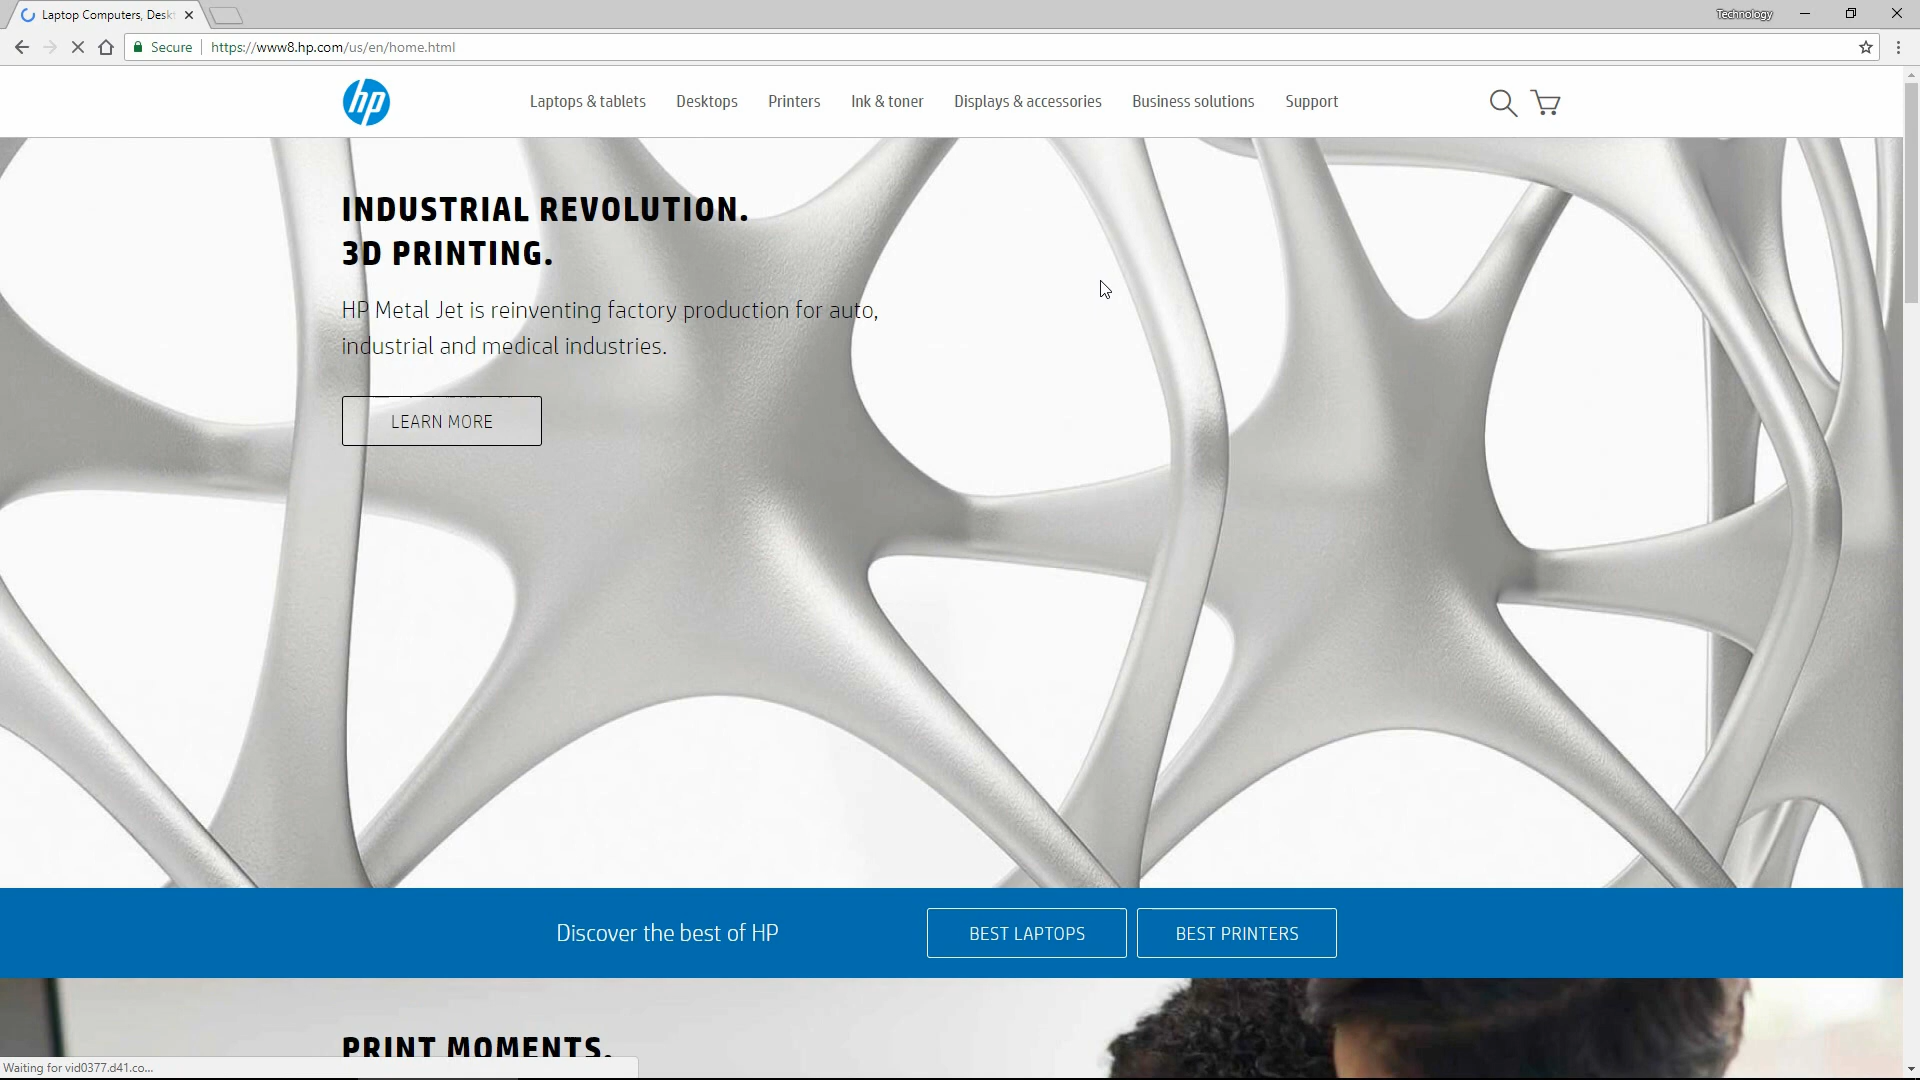 Laptop Computers, Desk
Technology
Secure
https://www8.hp.com/us/en/home.html
hp
Laptops & tablets
Desktops
Printers
Ink & toner
Displays & accessories
Business solutions
Support
INDUSTRIAL REVOLUTION.
3D PRINTING.
HP Metal Jet is reinventing factory production for auto,
industrial and medical industries.
LEARN MORE
Discover the best of HP
BEST LAPTOPS
BEST PRINTERS
PRINT MOMENTS.
Waiting for vid0377.d41.co...